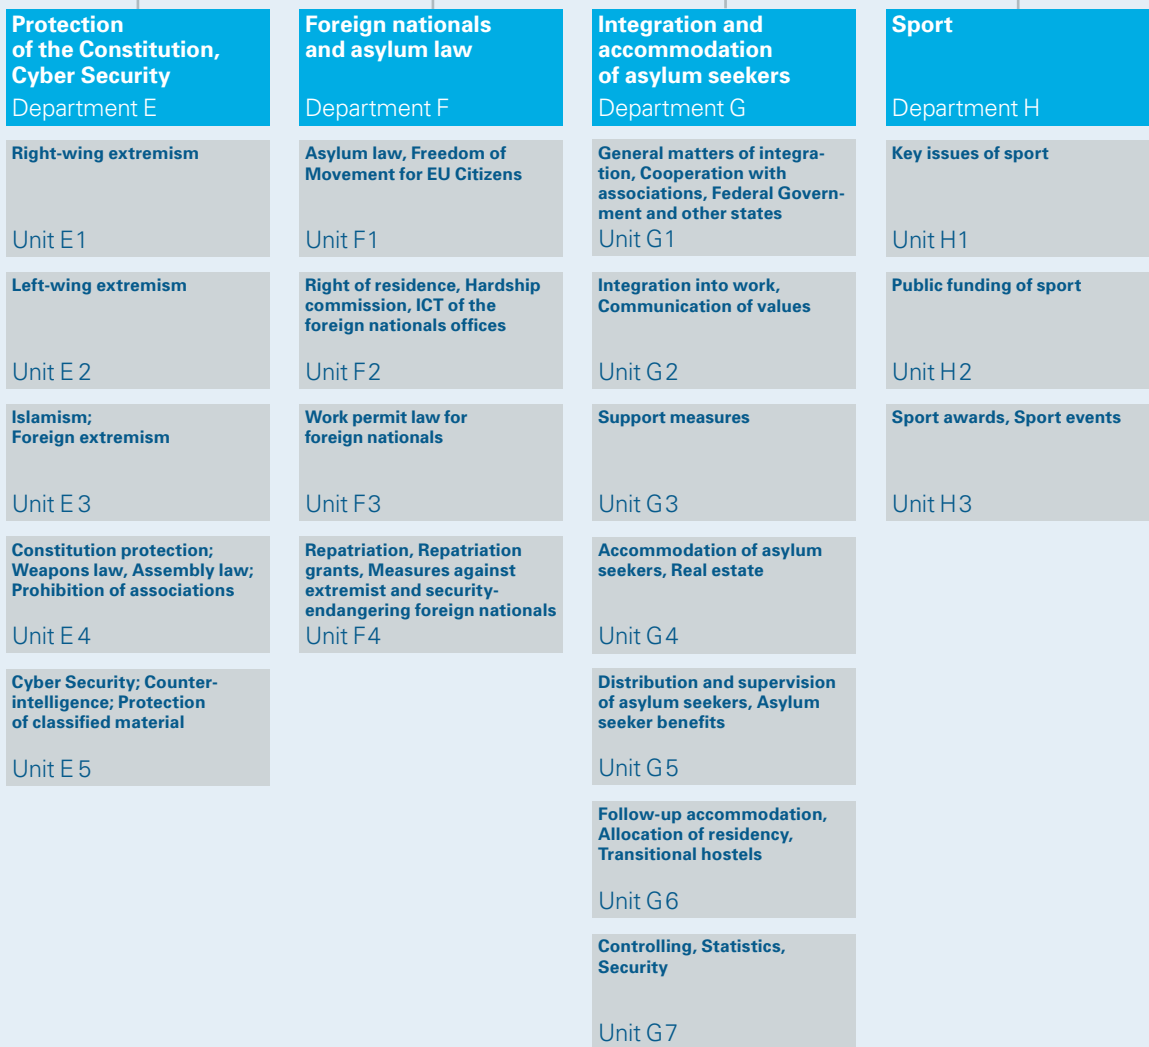 Protection
of the Constitution,
Cyber Security
Department E
Right-wing extremism
Unit E1
Left-wing extremism
Unit E2
Islamism;
Foreign extremism
Unit E3
Constitution protection;
Weapons law, Assembly law;
Prohibition of associations
Unit E4
Cyber Security; Counter-
intelligence; Protection
of classified material
Unit E5
Foreign nationals
and asylum law
Department F
Asylum law, Freedom of
Movement for EU Citizens
Unit F1
Right of residence, Hardship
commission, ICT of the
foreign nationals offices
Unit F2
Work permit law for
foreign nationals
Unit F3
Repatriation, Repatriation
grants, Measures against
extremist and security-
endangering foreign nationals
Unit F4
Integration and
accommodation
of asylum seekers
Department G
General matters of integra-
tion, Cooperation with
associations, Federal Govern-
ment and other states
Unit G1
Integration into work,
Communication of values
Unit G2
Support measures
Unit G3
Accommodation of asylum
seekers, Real estate
Unit G4
Distribution and supervision
of asylum seekers, Asylum
seeker benefits
Unit G5
Follow-up accommodation,
Allocation of residency,
Transitional hostels
Unit G6
Controlling, Statistics,
Security
Unit G7
Sport
Department H
Key issues of sport
Unit H1
Public funding of sport
Unit H2
Sport awards, Sport events
Unit H3